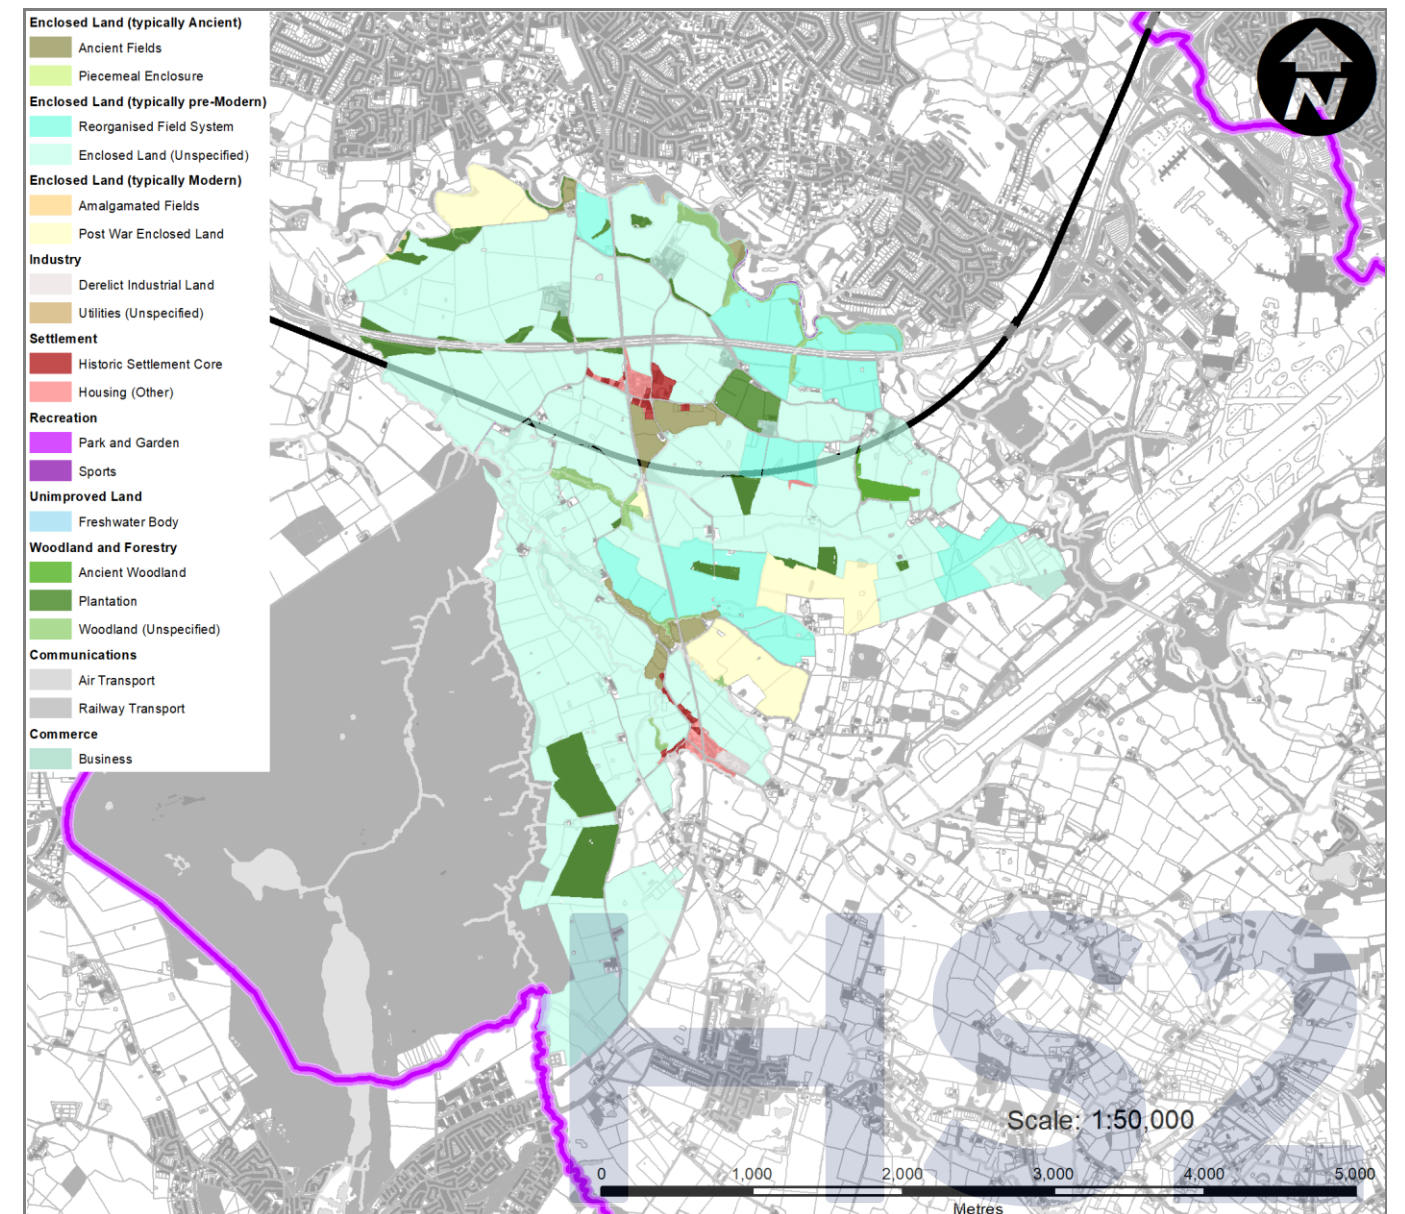 Enclosed Land (typically Ancient)
Ancient Fields
Piecemeal Enclosure
Enclosed Land (typically pre-Modern)
Reorganised Field System
Enclosed Land (Unspecified)
Enclosed Land (typically Modern)
Amalgamated Fields
Post War Enclosed Land
Industry
Derelict Industrial Land
Utilities (Unspecified)
Settlement
Historic Settlement Core
Housing (Other)
Recreation
Park and Garden
Sports
Unimproved Land
Freshwater Body
Woodland and Forestry
Ancient Woodland
Plantation
Woodland (Unspecified)
Communications
Air Transport
Railway Transport
Commerce
Business
N
HS2
Scale: 1:50,000
0 1,000 2,000 3,000 4,000 5,000
Metres